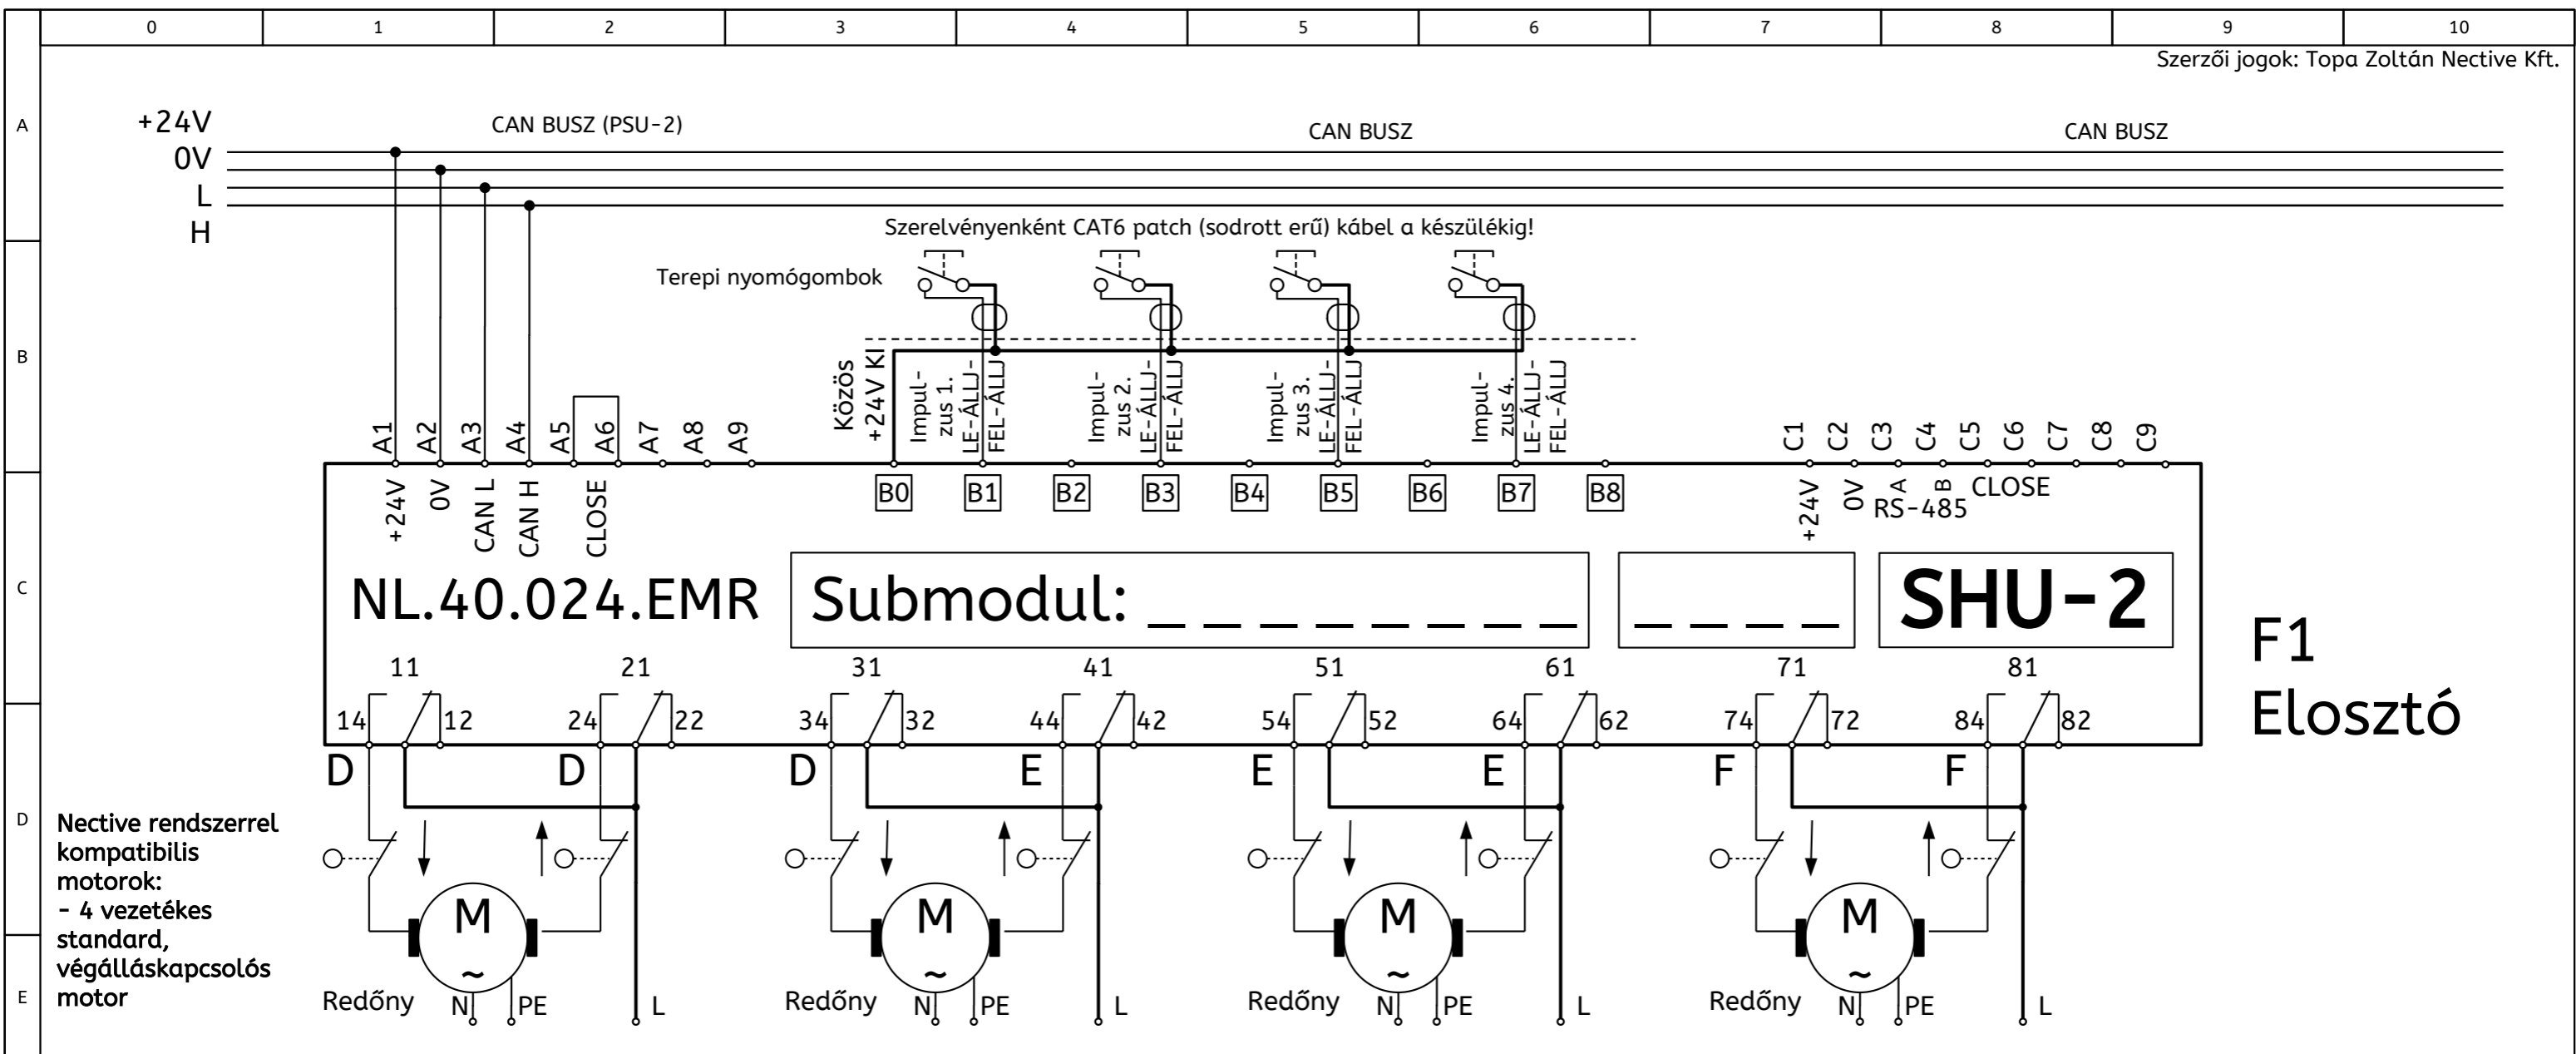 0 1 2 3 4 5 6 7 8 9 10
Szerzői jogok: Topa Zoltán Nective Kft.
A
+24V
0V
L
H
CAN BUSZ (PSU-2)
CAN BUSZ
CAN BUSZ
Szerelvényenként CAT6 patch (sodrott erű) kábel a készülékig!
Terepi nyomógombok
B
Közös
+24V KI
Impul-
zus 1.
LE-ÁLLJ-
FEL-ÁLLJ
Impul-
zus 2.
LE-ÁLLJ-
FEL-ÁLLJ
Impul-
zus 3.
LE-ÁLLJ-
FEL-ÁLLJ
Impul-
zus 4.
LE-ÁLLJ-
FEL-ÁLLJ
A1 A2 A3 A4 A5 A6 A7 A8 A9
C1 C2 C3 C4 C5 C6 C7 C8 C9
+24V 0V CAN L CAN H CLOSE
B0 B1 B2 B3 B4 B5 B6 B7 B8
+24V 0V A B CLOSE
RS-485
C
NL.40.024.EMR
Submodul: _ _ _ _ _ _ _ _
_ _ _ _
SHU-2
F1
Elosztó
11 21 31 41 51 61 71 81
14 12 24 22 34 32 44 42 54 52 64 62 74 72 84 82
D D D E E E F F
D
Nective rendszerrel
kompatibilis
motorok:
- 4 vezetékes
standard,
végálláskapcsolós
motor
M M M M
~ ~ ~ ~
E
Redőny N PE L
Redőny N PE L
Redőny N PE L
Redőny N PE L